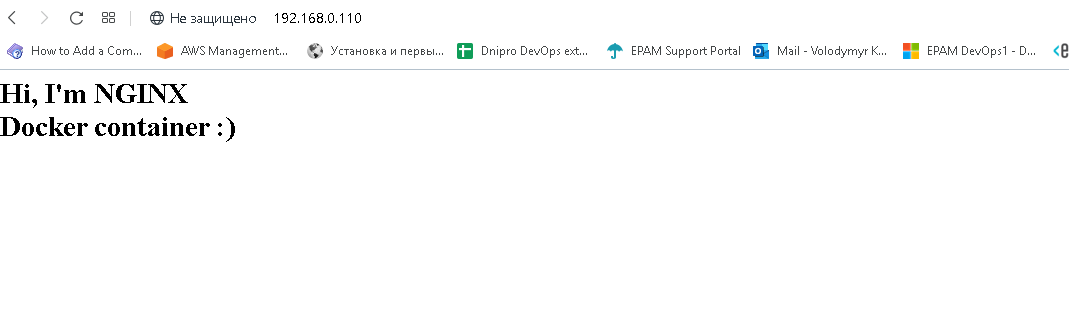 Не защищено 192.168.0.110
How to Add a Com... AWS Management... Установка и первы... Dnipro DevOps ext... EPAM Support Portal Mail - Volodymyr K... EPAM DevOps1 - D...
Hi, I'm NGINX
Docker container :)